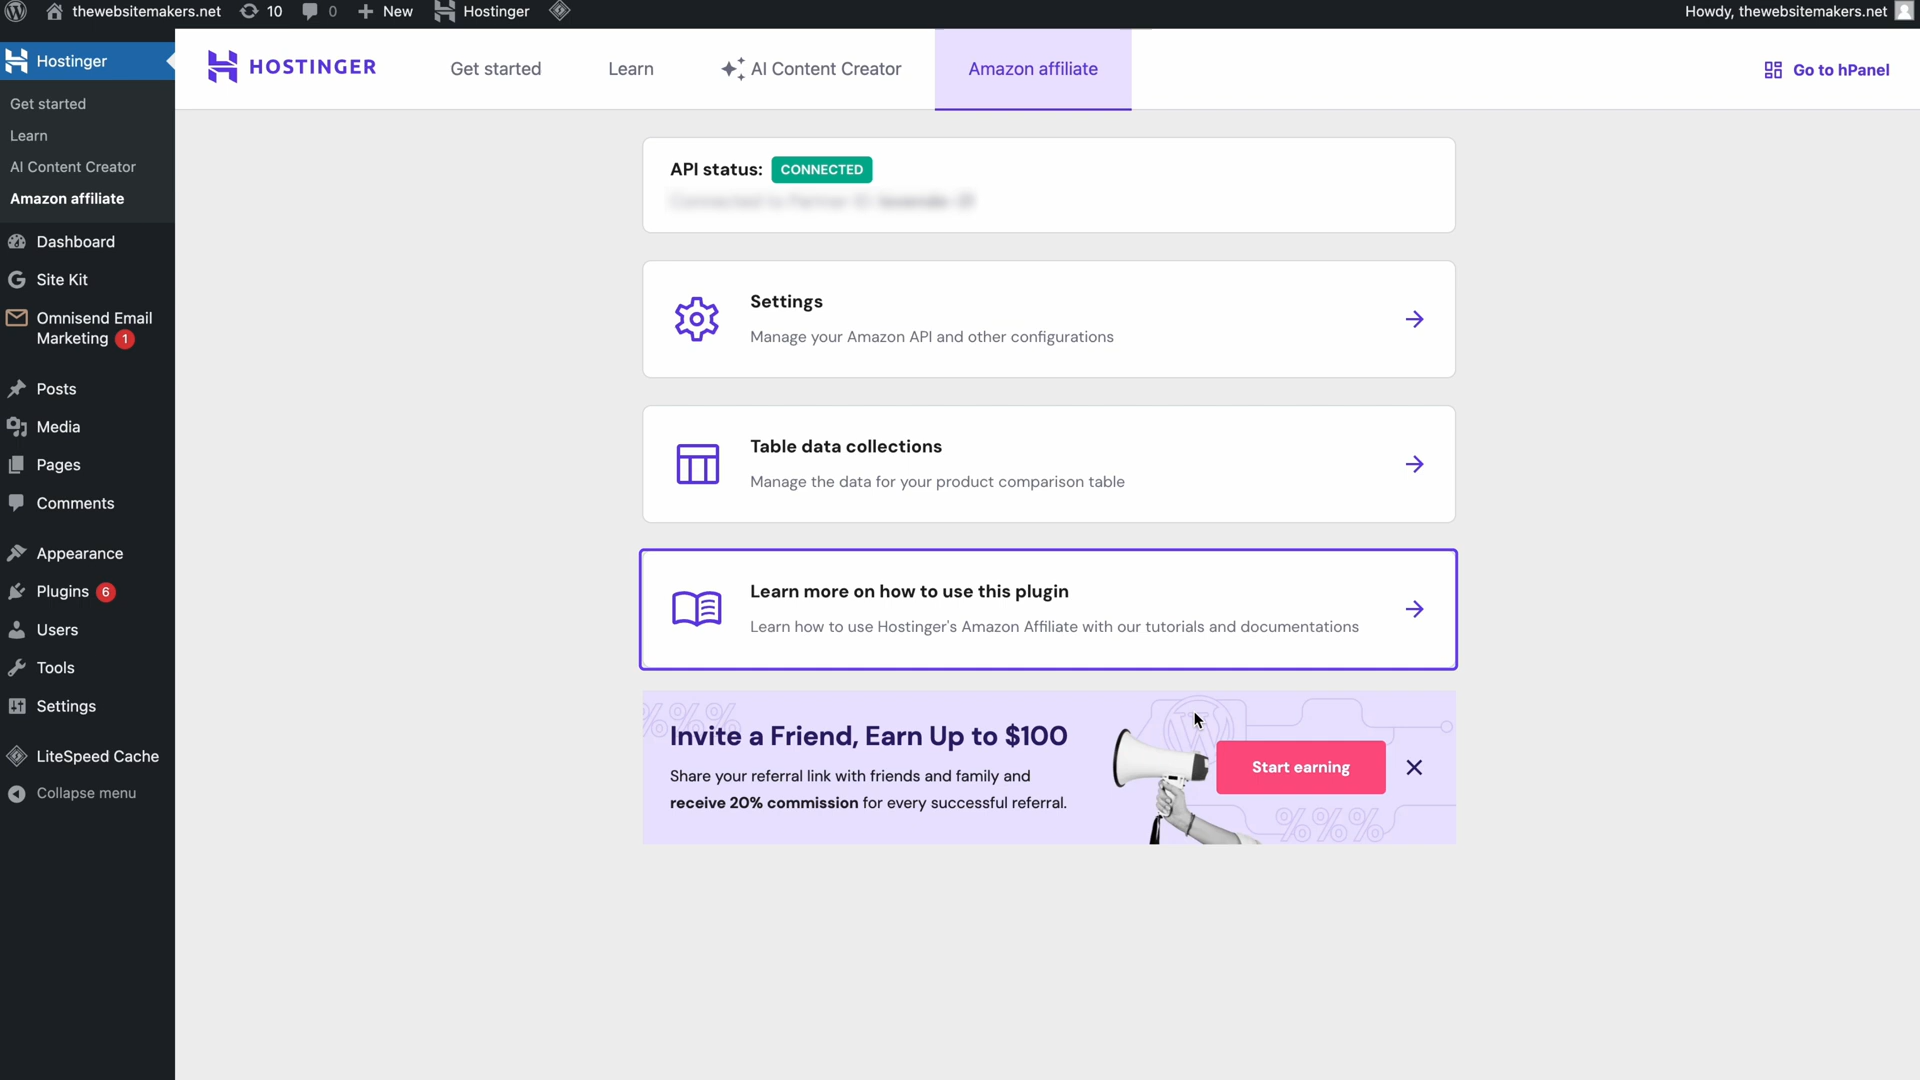 thewebsitemakers.net
10
0
New
Hostinger
Howdy, thewebsitemakers.net
Hostinger
Get started
Learn
AI Content Creator
Amazon affiliate
Dashboard
Site Kit
Omnisend Email
Marketing 1
Posts
Media
Pages
Comments
Appearance
Plugins 6
Users
Tools
Settings
LiteSpeed Cache
Collapse menu
HOSTINGER
Get started
Learn
AI Content Creator
Amazon affiliate
Go to hPanel
API status: CONNECTED
Settings
Manage your Amazon API and other configurations
Table data collections
Manage the data for your product comparison table
Learn more on how to use this plugin
Learn how to use Hostinger's Amazon Affiliate with our tutorials and documentations
%%%
Invite a Friend, Earn Up to $100
Share your referral link with friends and family and
receive 20% commission for every successful referral.
Start earning
%%%